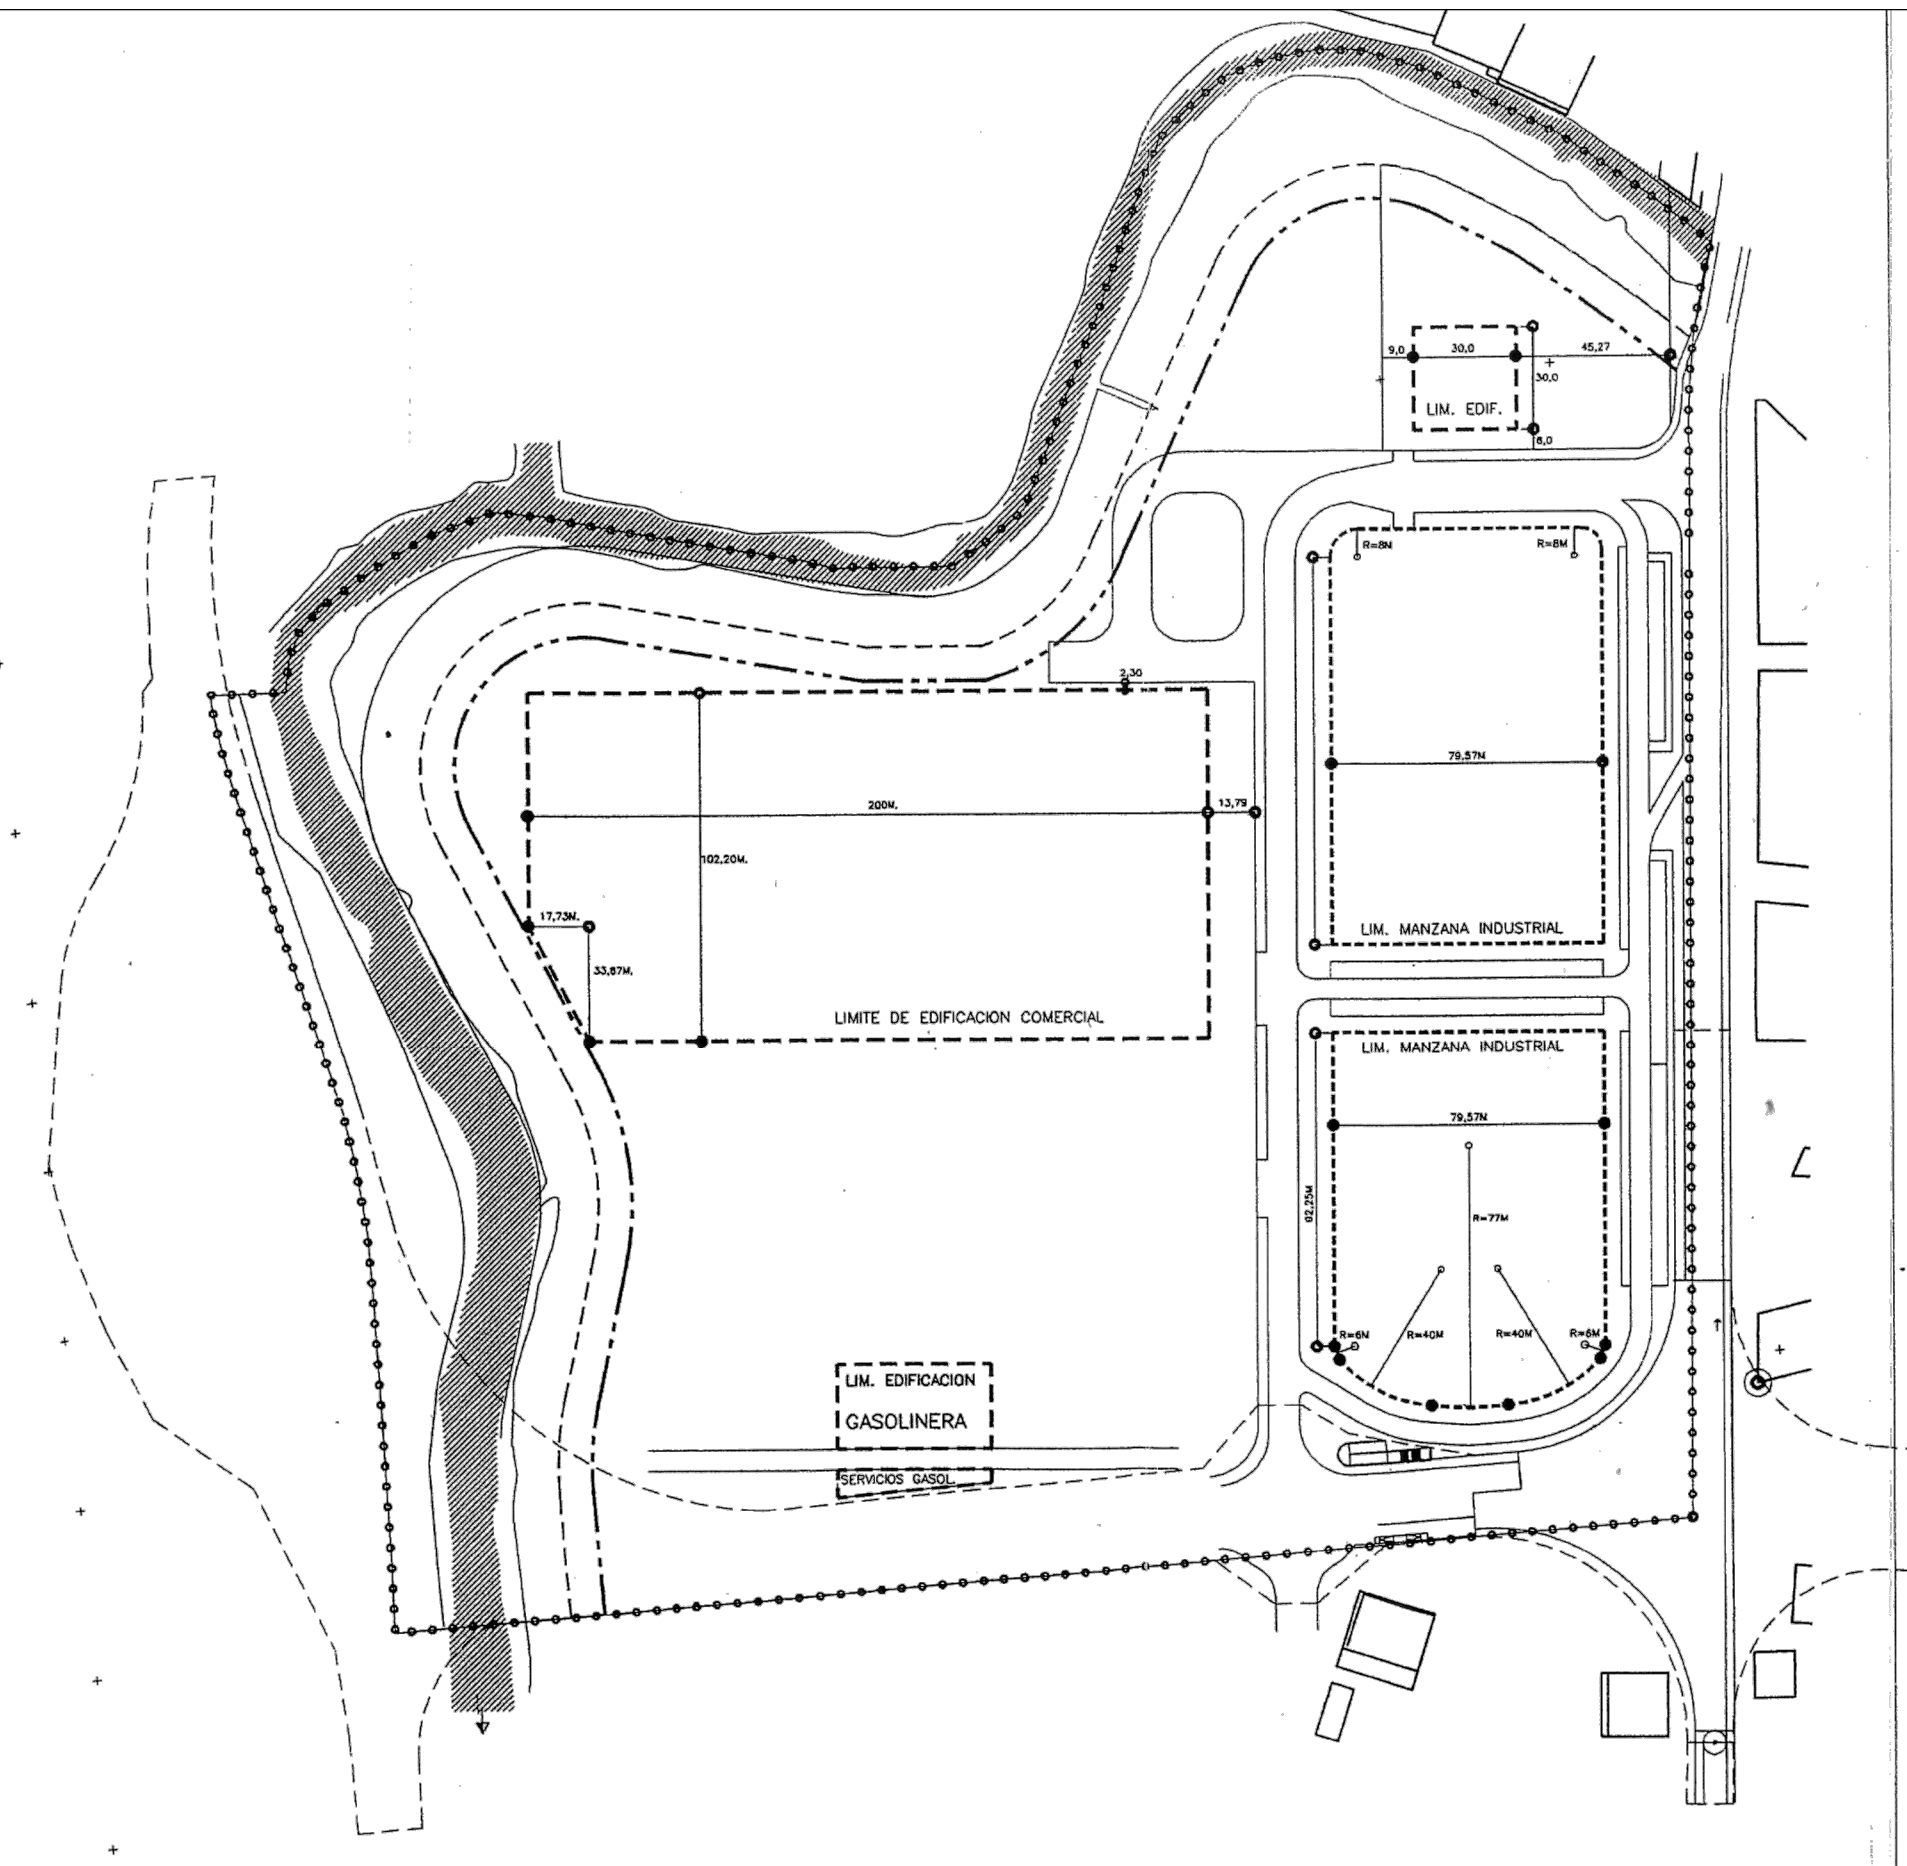 9,0
30,0
45,27
30,0
LIM. EDIF.
6,0
R=8M
R=8M
2,30
79,57M
200M.
13,79
102,20M.
17,73M.
LIM. MANZANA INDUSTRIAL
33,87M.
LIMITE DE EDIFICACION COMERCIAL
LIM. MANZANA INDUSTRIAL
79,57M
92,25M
R=77M
R=6M
R=40M
R=40M
R=6M
LIM. EDIFICACION
GASOLINERA
SERVICIOS GASOL.